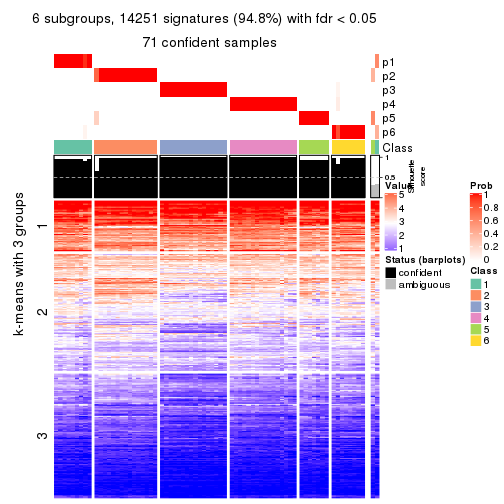 6 subgroups, 14251 signatures (94.8%) with fdr < 0.05
71 confident samples
p1
p2
p3
p4
p5
p6
Class
1
0.5
0
Silhouette
score
k-means with 3 groups
1
2
3
Value
5
4
3
2
1
Status (barplots)
confident
ambiguous
Prob
1
0.8
0.6
0.4
0.2
0
Class
1
2
3
4
5
6